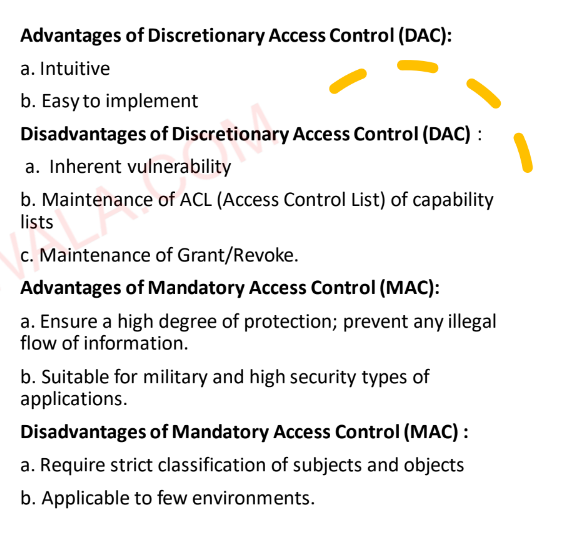 Advantages of Discretionary Access Control (DAC):
a. Intuitive
b. Easy to implement
Disadvantages of Discretionary Access Control (DAC) :
a. Inherent vulnerability
b. Maintenance of ACL (Access Control List) of capability
lists
c. Maintenance of Grant/Revoke.
Advantages of Mandatory Access Control (MAC):
a. Ensure a high degree of protection; prevent any illegal
flow of information.
b. Suitable for military and high security types of
applications.
Disadvantages of Mandatory Access Control (MAC) :
a. Require strict classification of subjects and objects
b. Applicable to few environments.
WALA.COM